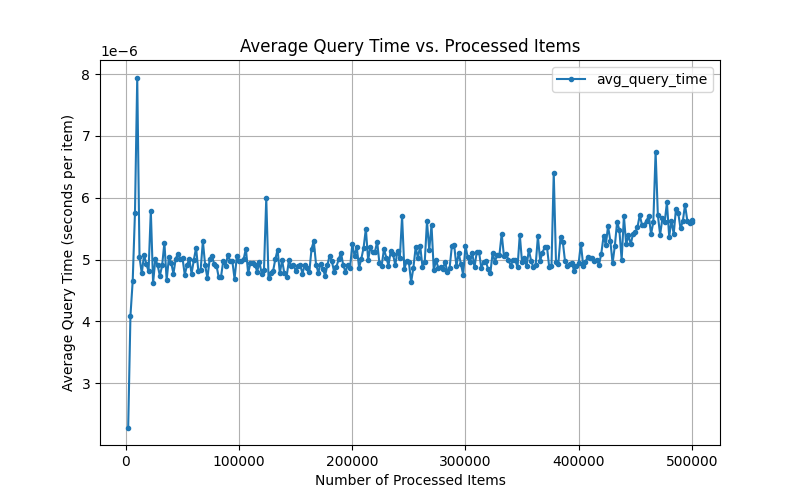 Average Query Time vs. Processed Items
1e−6
avg_query_time
8
7
6
5
4
3
Average Query Time (seconds per item)
0 100000 200000 300000 400000 500000
Number of Processed Items